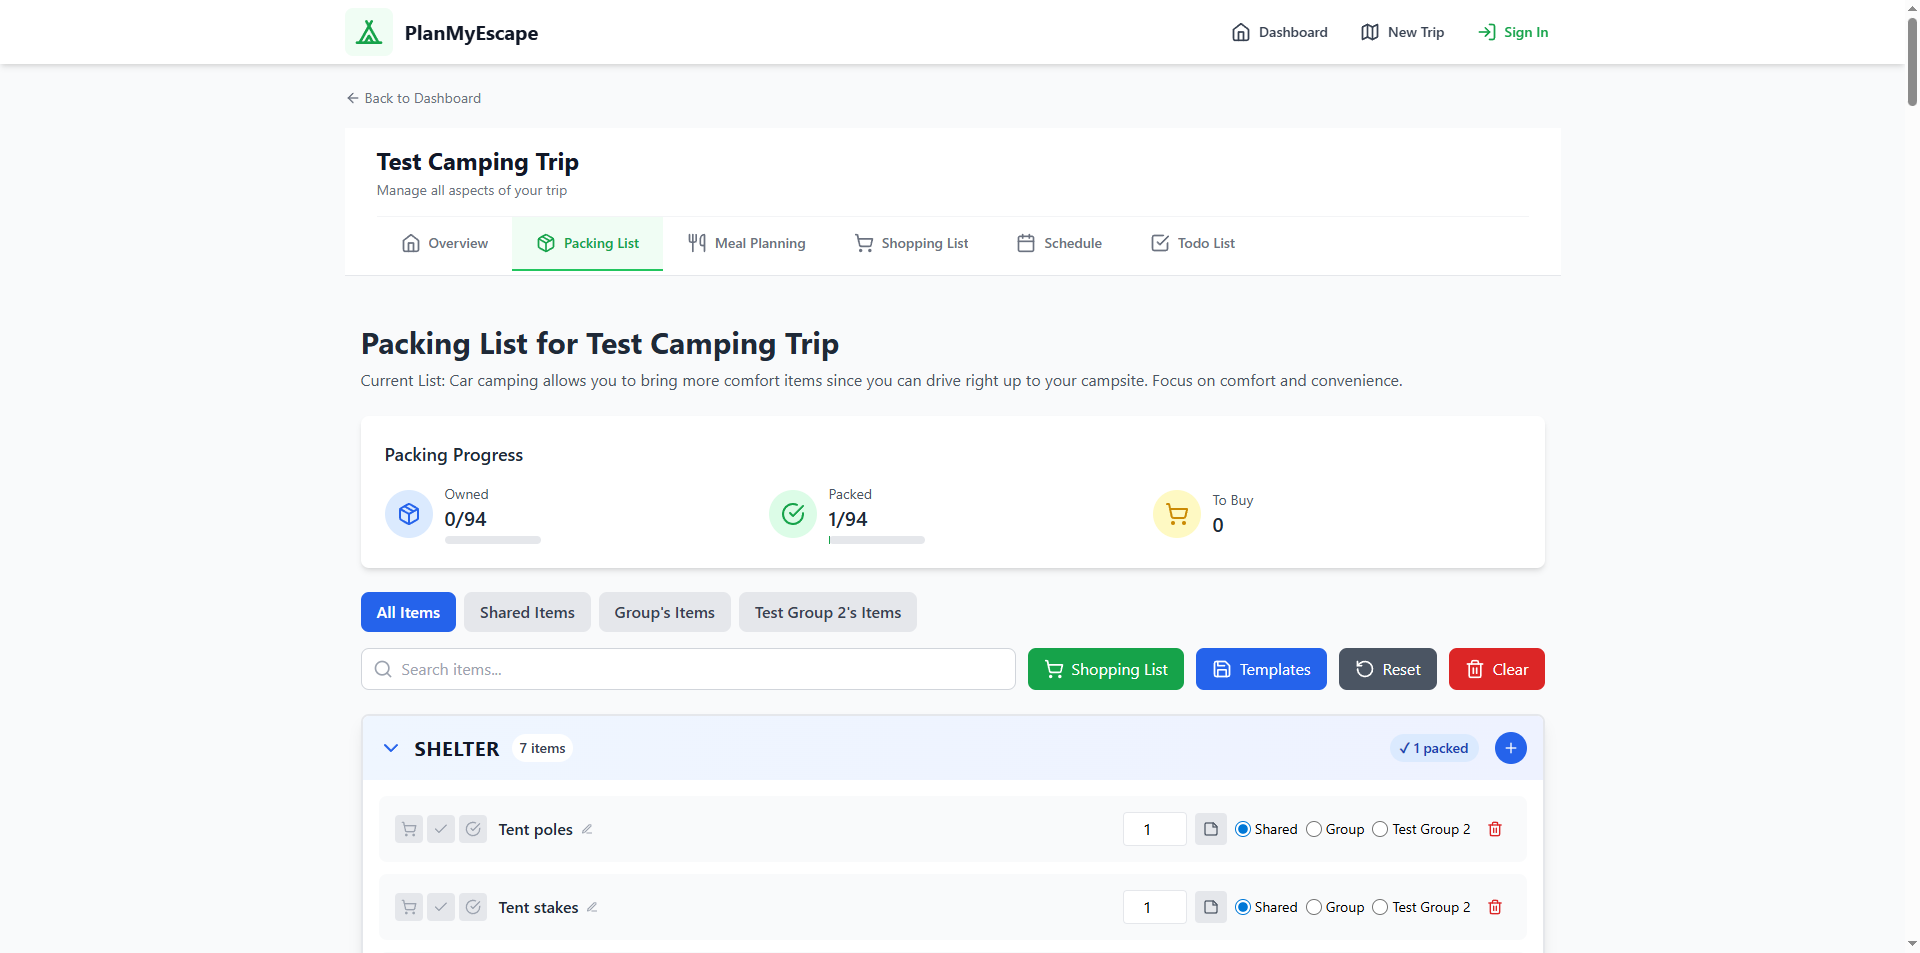 PlanMyEscape
Dashboard New Trip Sign In
Back to Dashboard
Test Camping Trip
Manage all aspects of your trip
Overview Packing List Meal Planning Shopping List Schedule Todo List
Packing List for Test Camping Trip
Current List: Car camping allows you to bring more comfort items since you can drive right up to your campsite. Focus on comfort and convenience.
Packing Progress
Owned
0/94
Packed
1/94
To Buy
0
All Items Shared Items Group's Items Test Group 2's Items
Search items... Shopping List Templates Reset Clear
SHELTER 7 items ✓ 1 packed
Tent poles 1 Shared Group Test Group 2
Tent stakes 1 Shared Group Test Group 2